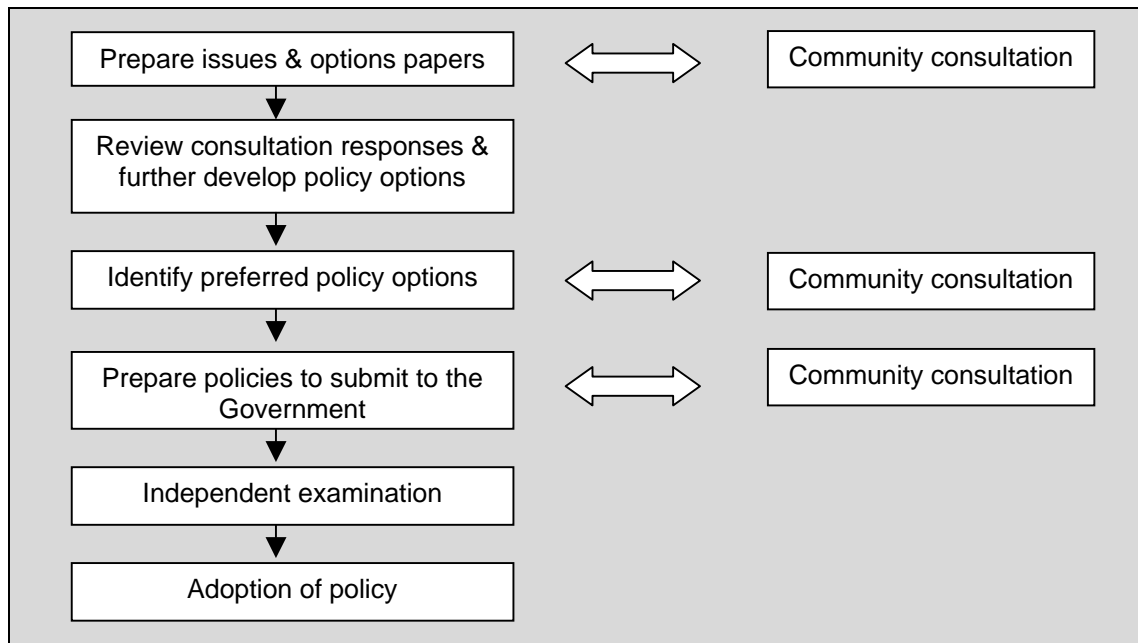 Prepare issues & options papers
Community consultation
Review consultation responses &
further develop policy options
Identify preferred policy options
Community consultation
Prepare policies to submit to the
Government
Community consultation
Independent examination
Adoption of policy